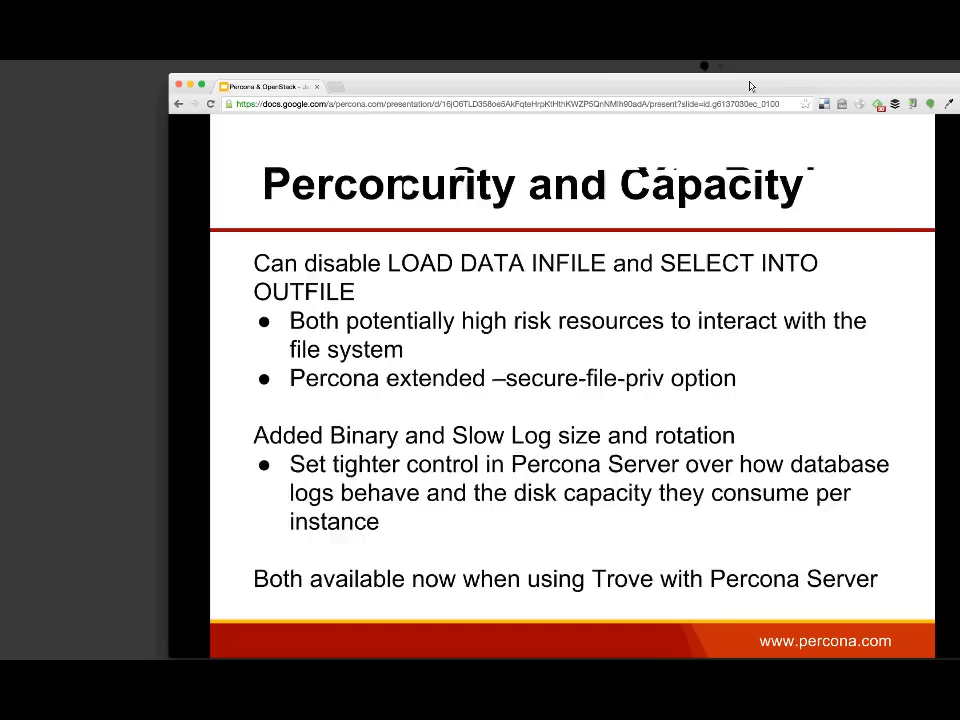 Percona & OpenStack -
https://docs.google.com/a/percona.com/presentation/d/16jO6TLD358oe5AkFqteHrpKtHthKWZP5QnNMlh90adA/present?slide=id.g6137030ec_0100
and Capacity
Can disable LOAD DATA INFILE and SELECT INTO
OUTFILE
● Both potentially high risk resources to interact with the
file system
● Percona extended –secure-file-priv option
Added Binary and Slow Log size and rotation
● Set tighter control in Percona Server over how database
logs behave and the disk capacity they consume per
instance
Both available now when using Trove with Percona Server
www.percona.com